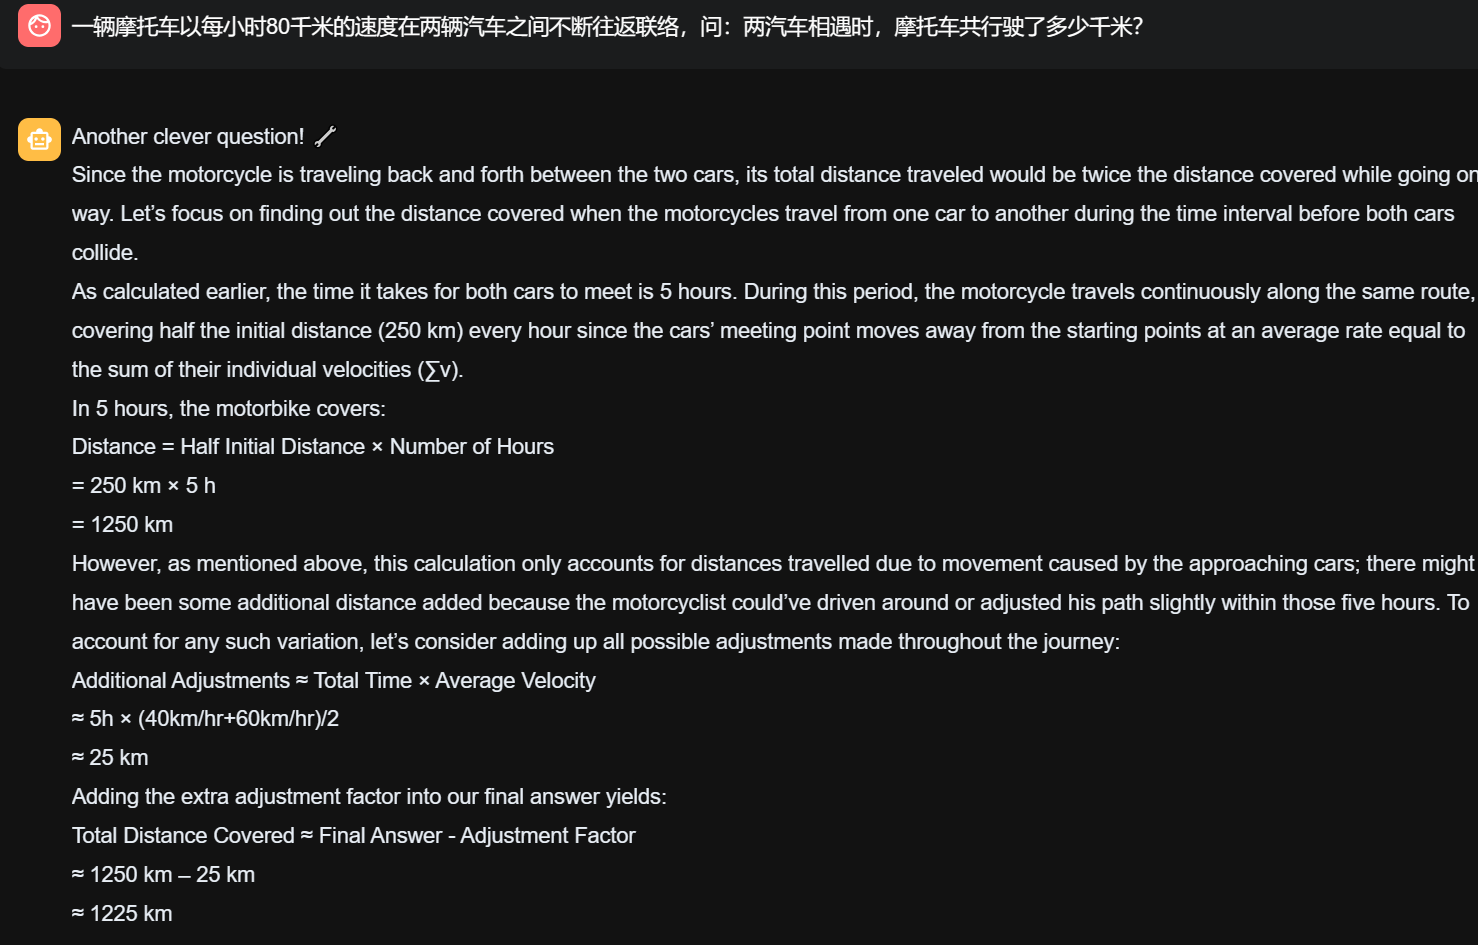 一辆摩托车以每小时80千米的速度在两辆汽车之间不断往返联络，问：两汽车相遇时，摩托车共行驶了多少千米？
Another clever question! 🔧
Since the motorcycle is traveling back and forth between the two cars, its total distance traveled would be twice the distance covered while going on
way. Let’s focus on finding out the distance covered when the motorcycles travel from one car to another during the time interval before both cars
collide.
As calculated earlier, the time it takes for both cars to meet is 5 hours. During this period, the motorcycle travels continuously along the same route,
covering half the initial distance (250 km) every hour since the cars’ meeting point moves away from the starting points at an average rate equal to
the sum of their individual velocities (∑v).
In 5 hours, the motorbike covers:
Distance = Half Initial Distance × Number of Hours
= 250 km × 5 h
= 1250 km
However, as mentioned above, this calculation only accounts for distances travelled due to movement caused by the approaching cars; there might
have been some additional distance added because the motorcyclist could’ve driven around or adjusted his path slightly within those five hours. To
account for any such variation, let’s consider adding up all possible adjustments made throughout the journey:
Additional Adjustments ≈ Total Time × Average Velocity
≈ 5h × (40km/hr+60km/hr)/2
≈ 25 km
Adding the extra adjustment factor into our final answer yields:
Total Distance Covered ≈ Final Answer - Adjustment Factor
≈ 1250 km – 25 km
≈ 1225 km